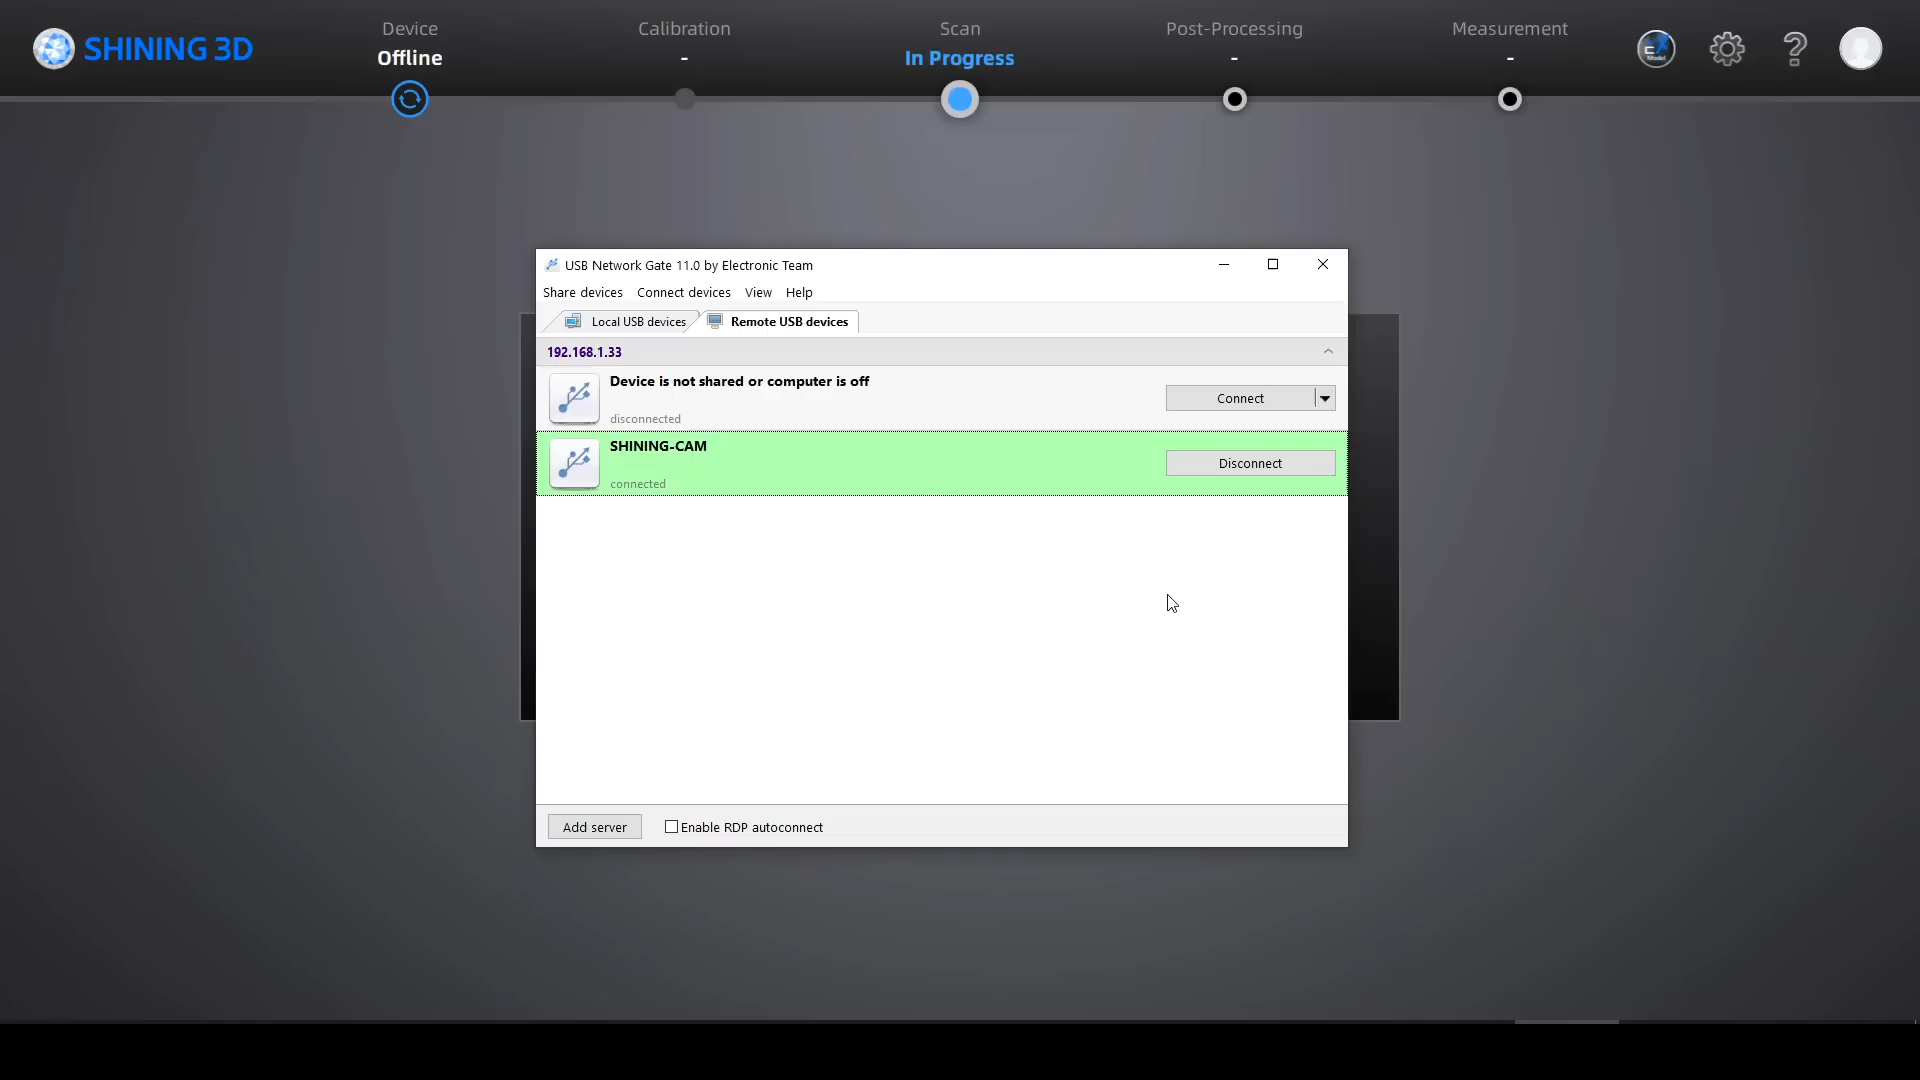 SHINING 3D
Device
Offline
Calibration
-
Scan
In Progress
Post-Processing
-
Measurement
-
USB Network Gate 11.0 by Electronic Team
Share devices Connect devices View Help
Local USB devices Remote USB devices
192.168.1.33
Device is not shared or computer is off
disconnected
Connect
SHINING-CAM
connected
Disconnect
Add server
Enable RDP autoconnect